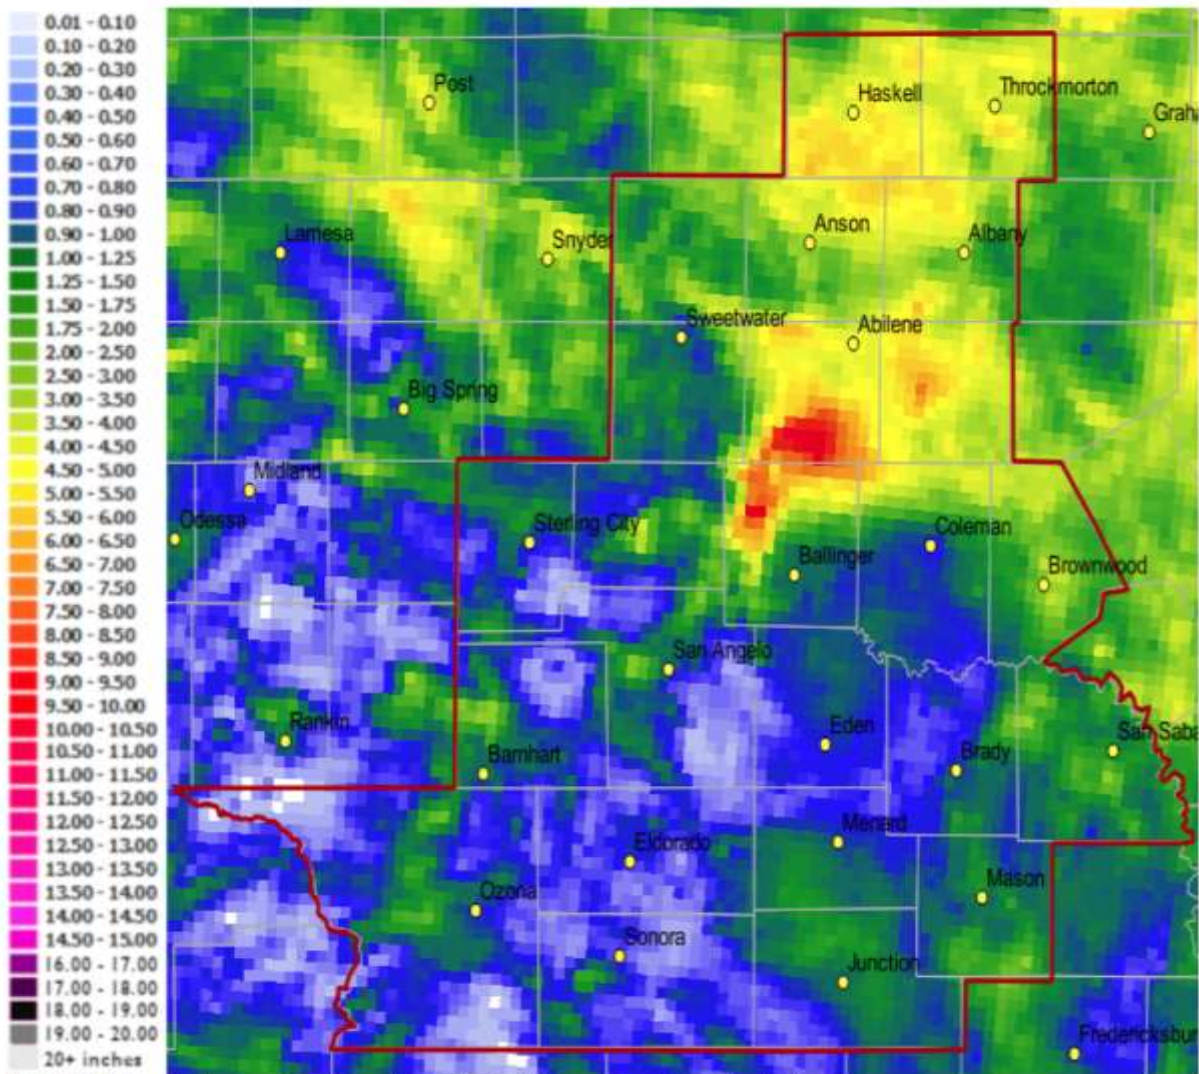 0.01 - 0.10
0.10 - 0.20
0.20 - 0.30
0.30 - 0.40
0.40 - 0.50
0.50 - 0.60
0.60 - 0.70
0.70 - 0.80
0.80 - 0.90
0.90 - 1.00
1.00 - 1.25
1.25 - 1.50
1.50 - 1.75
1.75 - 2.00
2.00 - 2.50
2.50 - 3.00
3.00 - 3.50
3.50 - 4.00
4.00 - 4.50
4.50 - 5.00
5.00 - 5.50
5.50 - 6.00
6.00 - 6.50
6.50 - 7.00
7.00 - 7.50
7.50 - 8.00
8.00 - 8.50
8.50 - 9.00
9.00 - 9.50
9.50 - 10.00
10.00 - 10.50
10.50 - 11.00
11.00 - 11.50
11.50 - 12.00
12.00 - 12.50
12.50 - 13.00
13.00 - 13.50
13.50 - 14.00
14.00 - 14.50
14.50 - 15.00
16.00 - 17.00
17.00 - 18.00
18.00 - 19.00
19.00 - 20.00
20+ inches
Post
Haskell
Throckmorton
Grah
Lamesa
Snyder
Anson
Albany
Sweetwater
Abilene
Big Spring
Midland
Odessa
Sterling City
Coleman
Ballinger
Brownwood
San Angelo
Rankin
Barnhart
Eden
Brady
San Saba
Eldorado
Menard
Ozona
Mason
Sonora
Junction
Fredericksbur